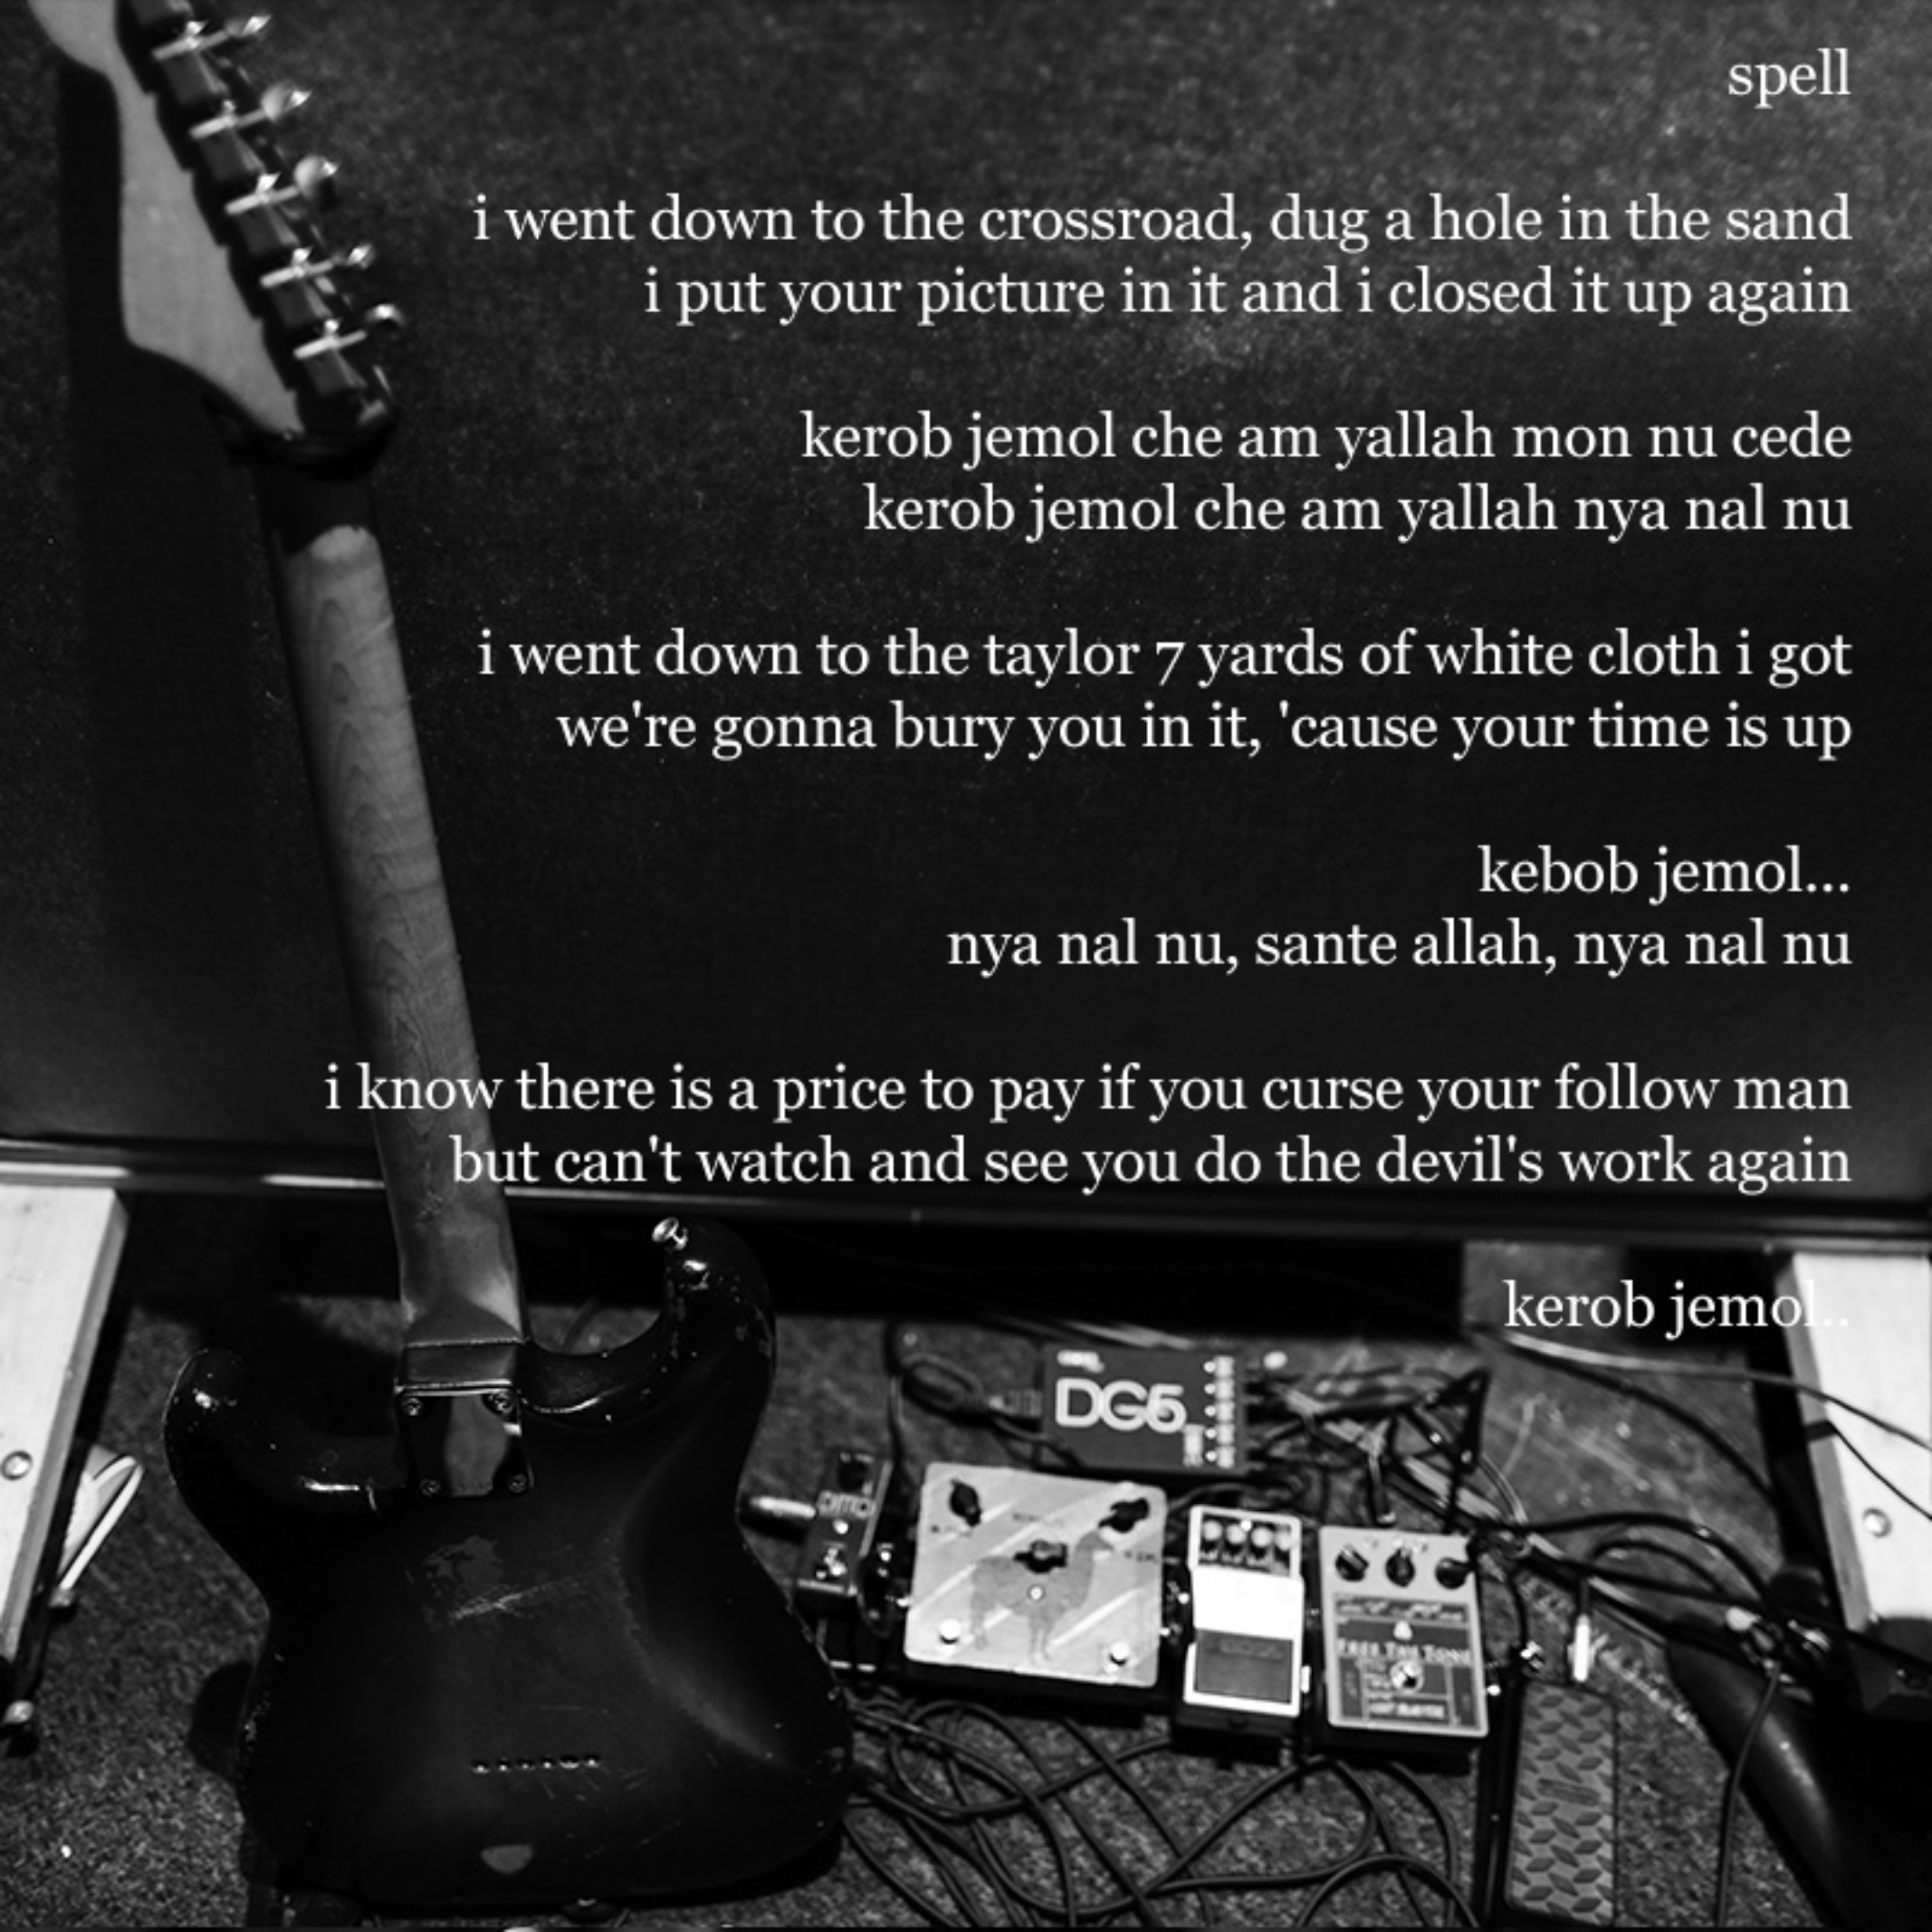 spell
i went down to the crossroad, dug a hole in the sand
i put your picture in it and i closed it up again
kerob jemol che am yallah mon nu cede
kerob jemol che am yallah nya nal nu
i went down to the taylor 7 yards of white cloth i got
we're gonna bury you in it, 'cause your time is up
kebob jemol...
nya nal nu, sante allah, nya nal nu
i know there is a price to pay if you curse your follow man
but can't watch and see you do the devil's work again
kerob jemol..
DG5
DITTO
FREE THE TONE